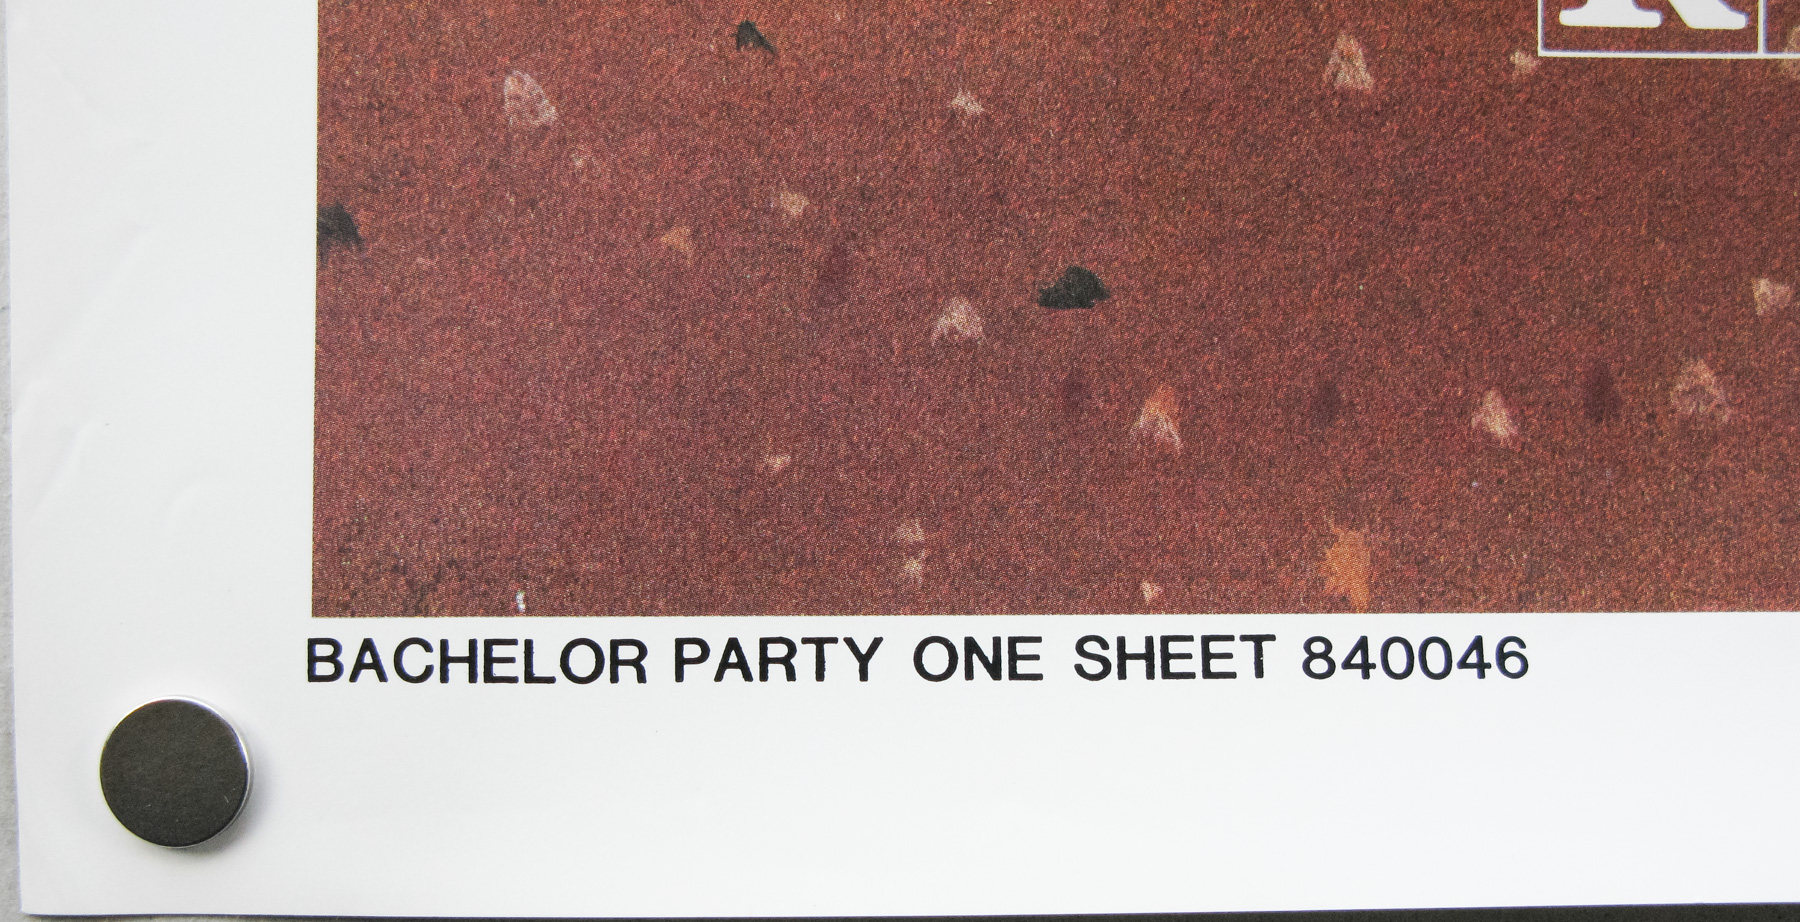 R
BACHELOR PARTY ONE SHEET 840046